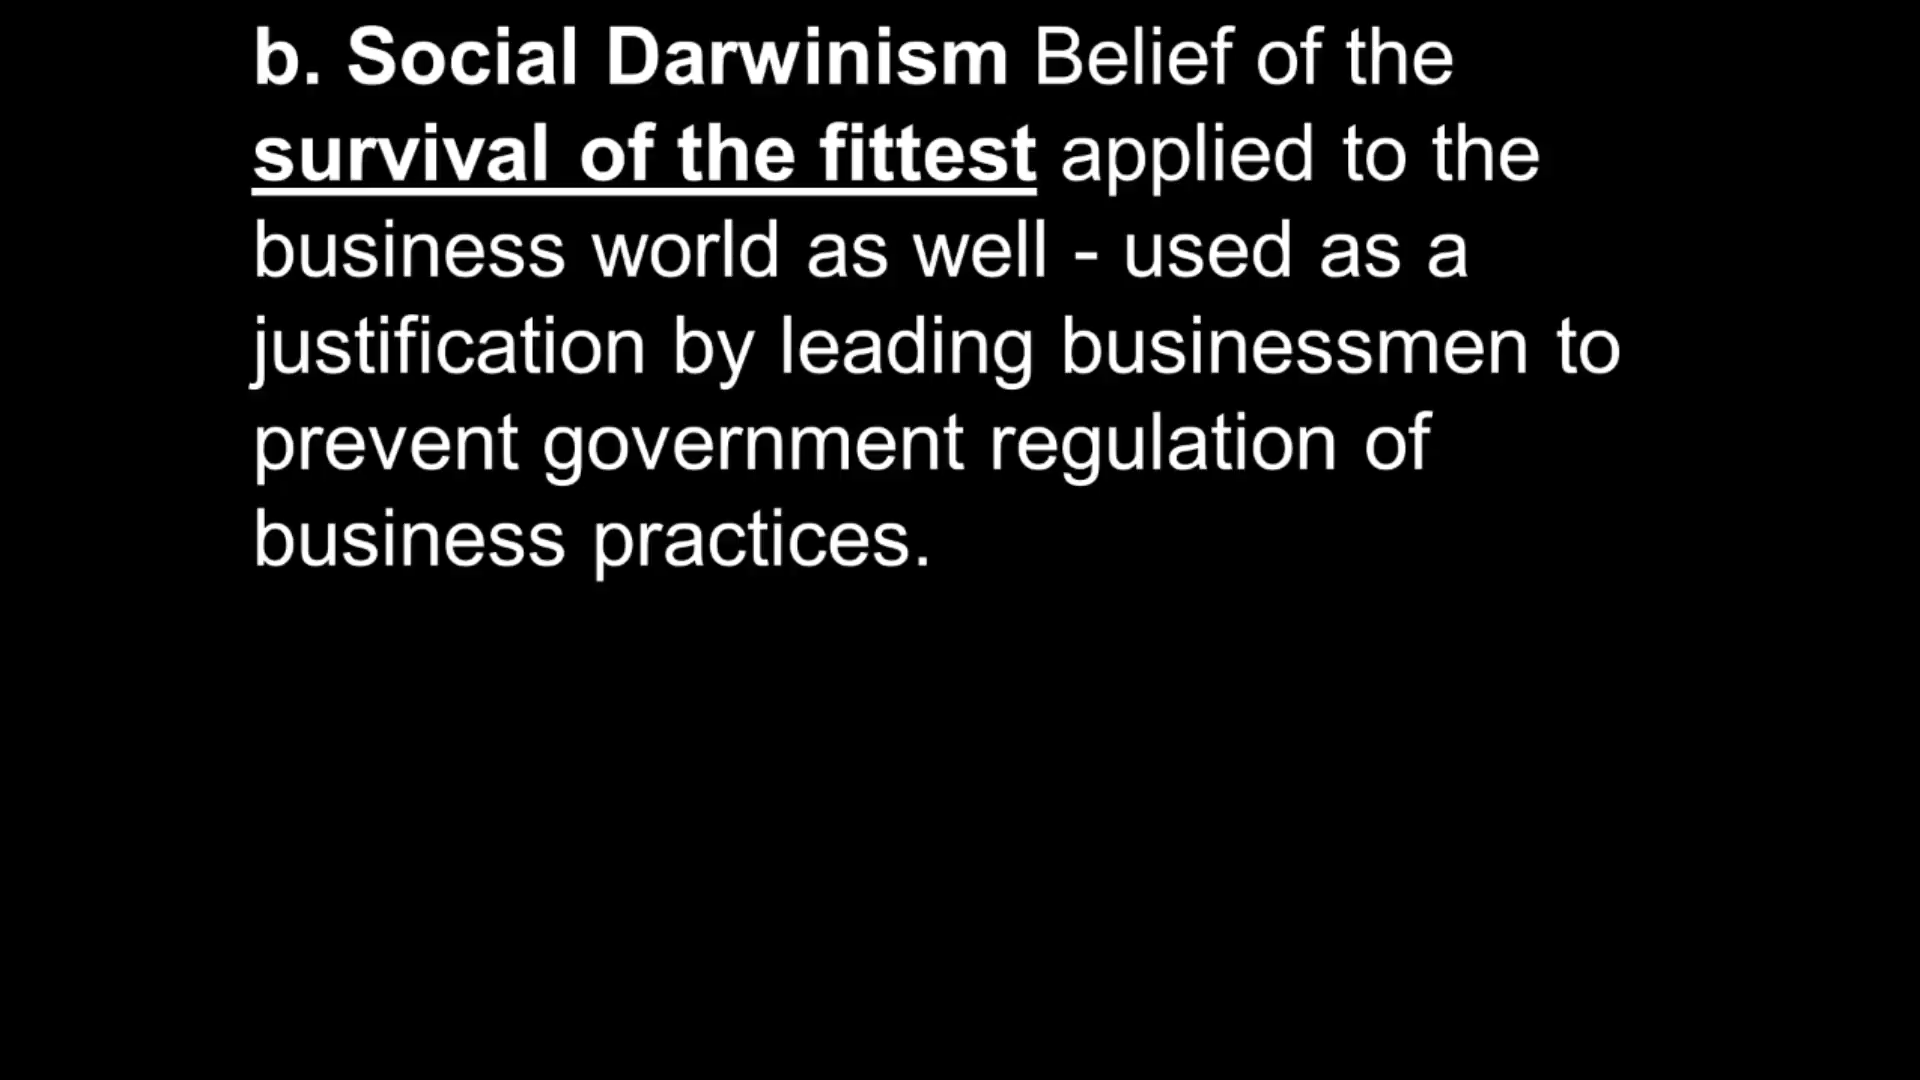 b. Social Darwinism Belief of the
survival of the fittest applied to the
business world as well - used as a
justification by leading businessmen to
prevent government regulation of
business practices.